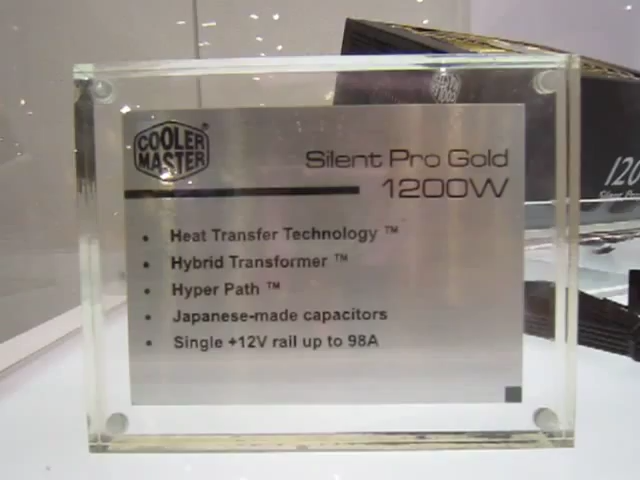 COOLER
MASTER
Silent Pro Gold
1200W
• Heat Transfer Technology ™
• Hybrid Transformer ™
• Hyper Path ™
• Japanese-made capacitors
• Single +12V rail up to 98A
120